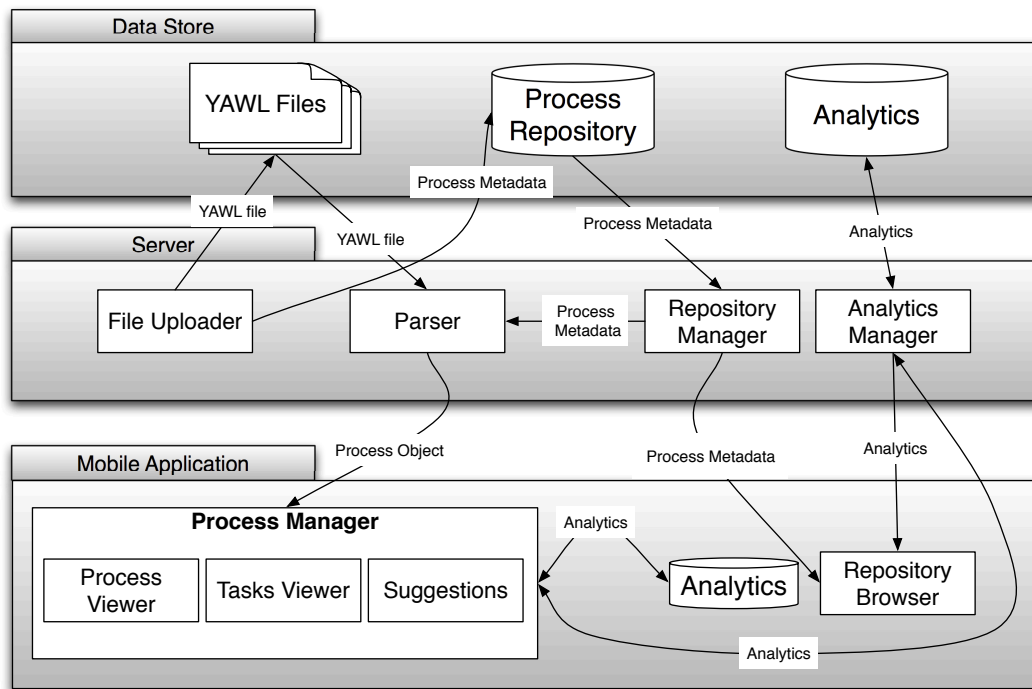 Data Store
YAWL Files
Process
Repository
Analytics
Process Metadata
YAWL file
Process Metadata
YAWL file
Analytics
Server
File Uploader
Parser
Process
Metadata
Repository
Manager
Analytics
Manager
Process Object
Process Metadata
Analytics
Mobile Application
Process Manager
Process
Viewer
Tasks Viewer
Suggestions
Analytics
Analytics
Repository
Browser
Analytics